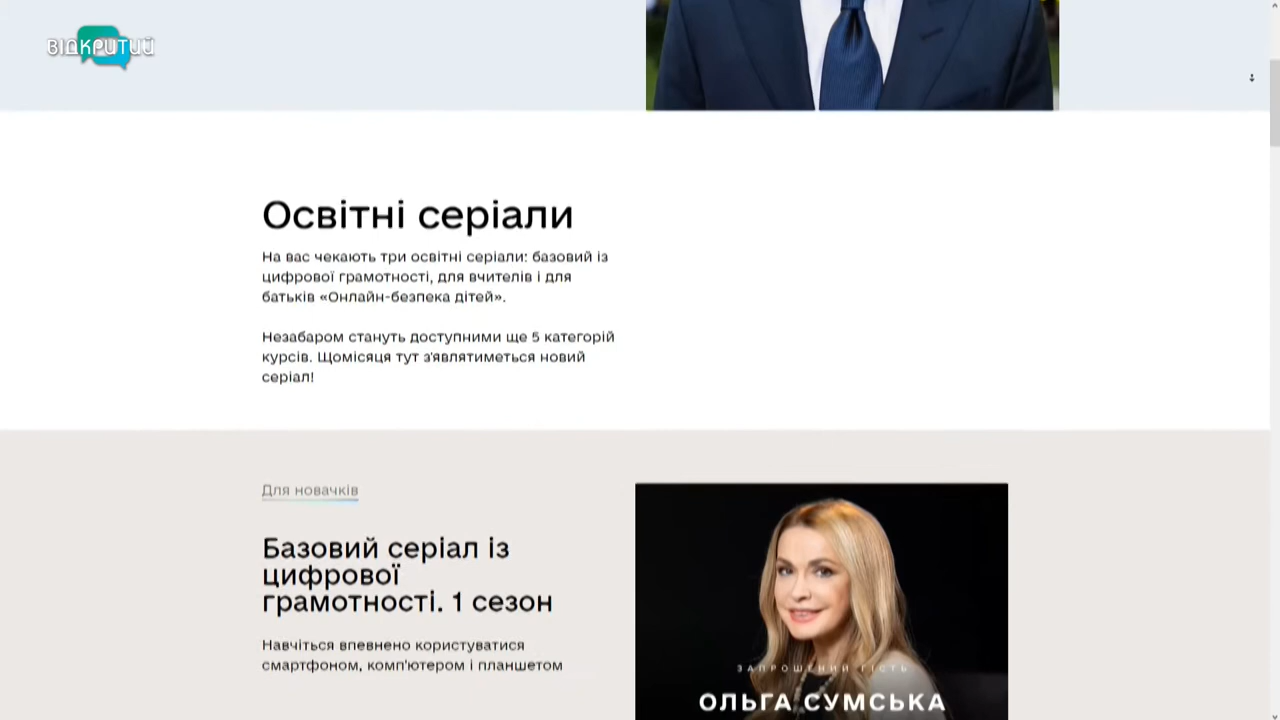 ВІДКРИТИЙ
Освітні серіали
На вас чекають три освітні серіали: базовий із
цифрової грамотності, для вчителів і для
батьків «Онлайн-безпека дітей».
Незабаром стануть доступними ще 5 категорій
курсів. Щомісяця тут з'являтиметься новий
серіал!
Для новачків
Базовий серіал із
цифрової
грамотності. 1 сезон
Навчіться впевнено користуватися
смартфоном, комп'ютером і планшетом
ЗАПРОШЕНИЙ ГІСТЬ
ОЛЬГА СУМСЬКА